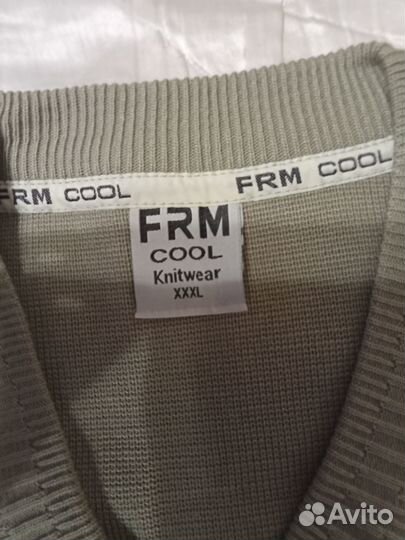 FRM COOL FRM COOL
FRM
COOL
Knitwear
XXXL
Avito